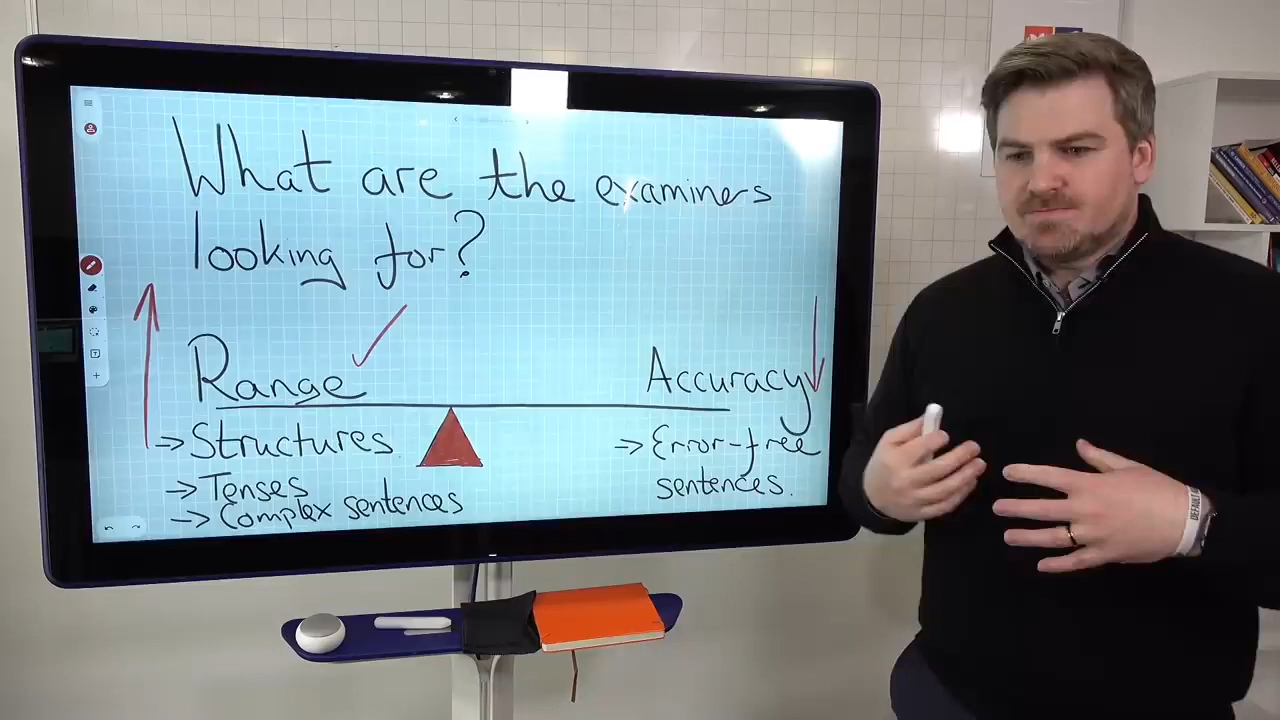 What are the examiners
looking for?
Range
Accuracy
→ Structures
→ Tenses
→ Complex sentences
→ Error-free
sentences.